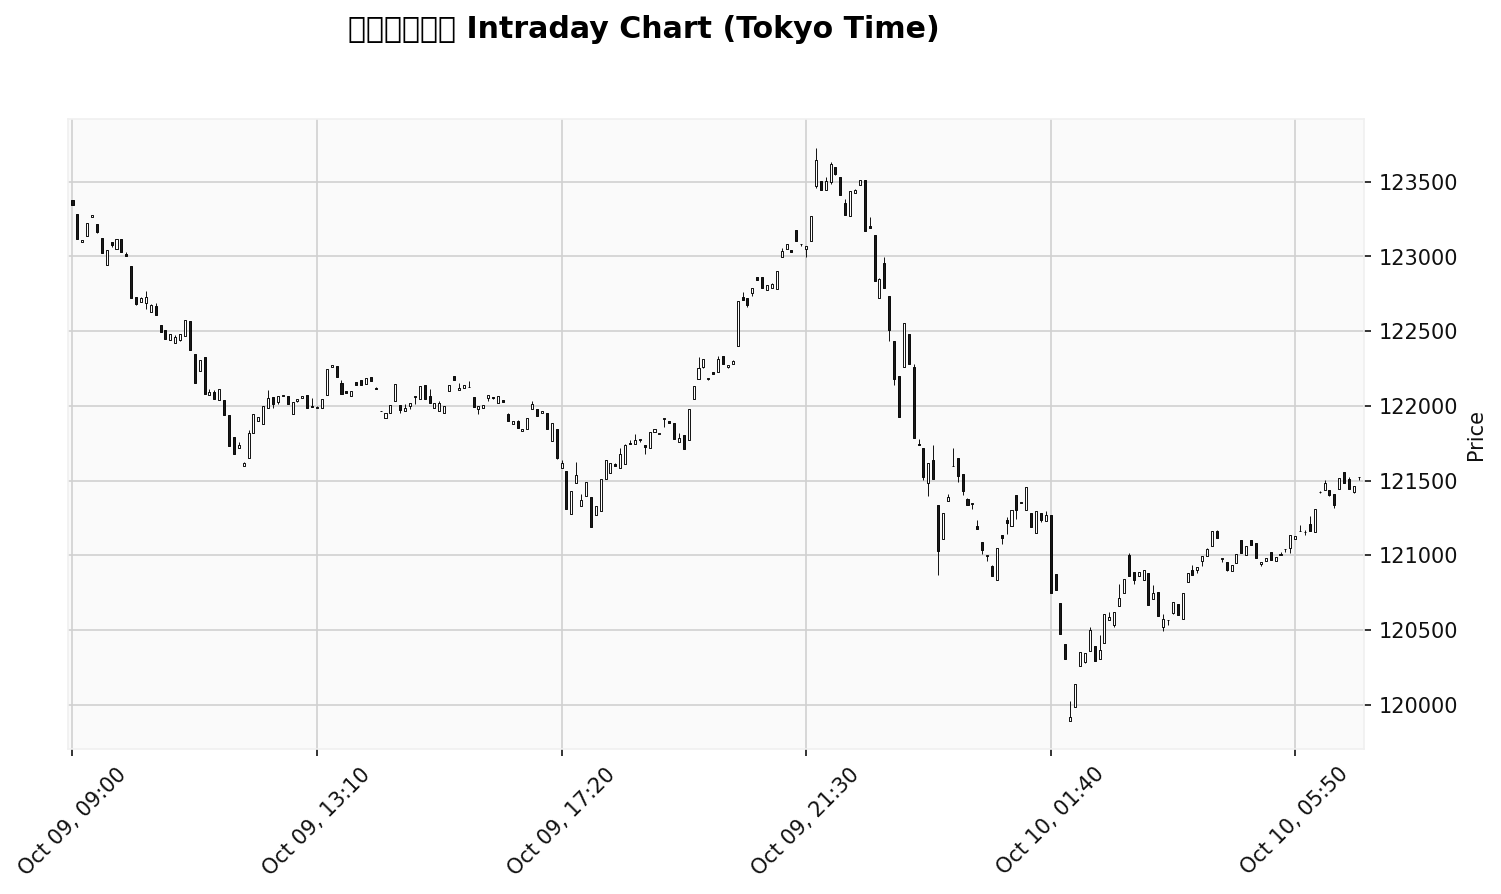 Intraday Chart (Tokyo Time)
123500
123000
122500
122000
121500
121000
120500
120000
Price
Oct 09, 09:00
Oct 09, 13:10
Oct 09, 17:20
Oct 09, 21:30
Oct 10, 01:40
Oct 10, 05:50